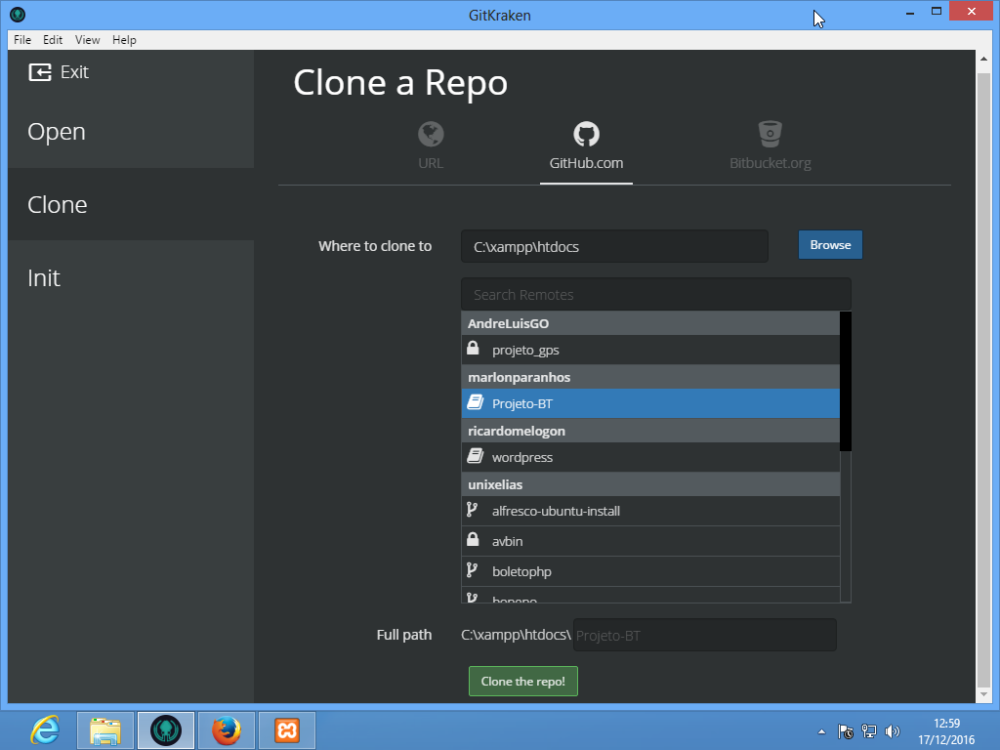 GitKraken
File Edit View Help
Exit
Open
Clone
Init
Clone a Repo
URL
GitHub.com
Bitbucket.org
Where to clone to
C:\xampp\htdocs
Browse
Search Remotes
AndreLuisGO
projeto_gps
marlonparanhos
Projeto-BT
ricardomelogon
wordpress
unixelias
alfresco-ubuntu-install
avbin
boletophp
Full path
C:\xampp\htdocs\
Projeto-BT
Clone the repo!
12:59
17/12/2016